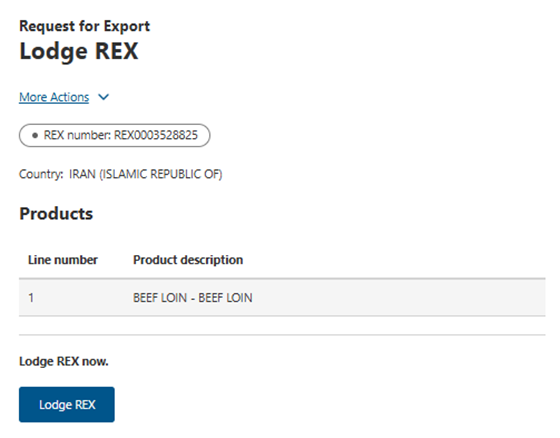 Request for Export
Lodge REX
More Actions
REX number: REX0003528825
Country: IRAN (ISLAMIC REPUBLIC OF)
Products
Line number Product description
1 BEEF LOIN - BEEF LOIN
Lodge REX now.
Lodge REX